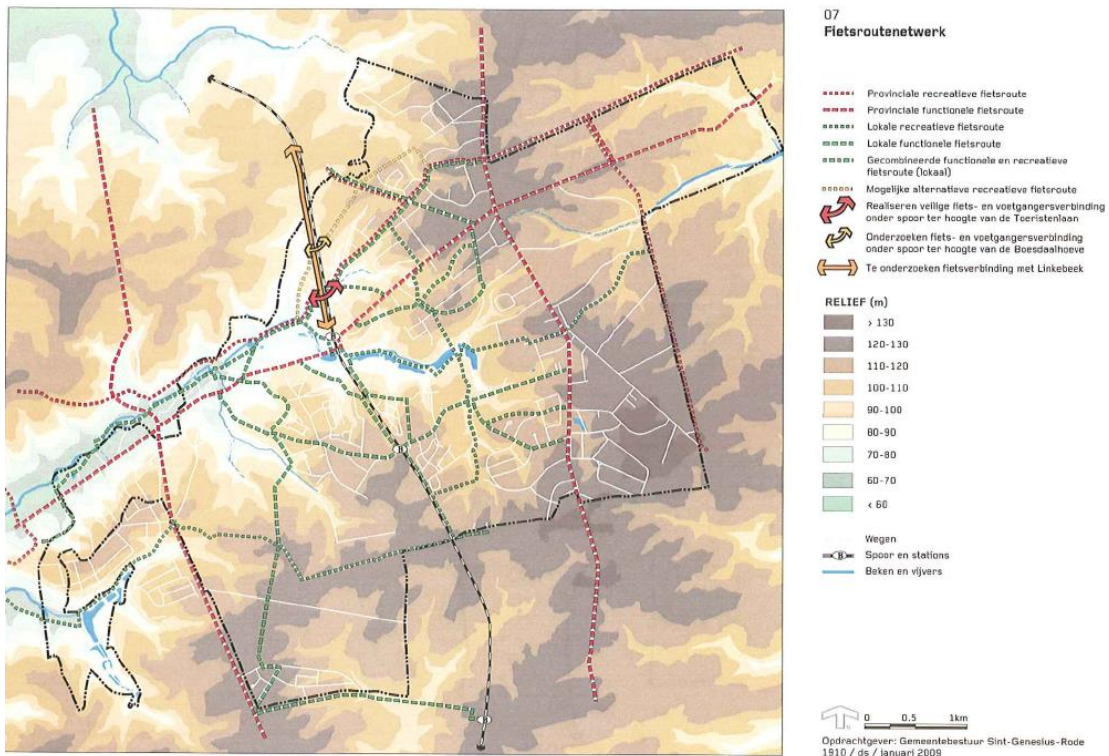 07
Fietsroutenetwerk
Provinciale recreatieve fietsroute
Provinciale functionele fietsroute
Lokale recreatieve fietsroute
Lokale functionele fietsroute
Gecombineerde functionele en recreatieve
fietsroute (lokaal)
Mogelijke alternatieve recreatieve fietsroute
Realiseren veilige fiets- en voetgangersverbinding
onder spoor ter hoogte van de Toeristenlaan
Onderzoeken fiets- en voetgangersverbinding
onder spoor ter hoogte van de Boesdaalhoeve
Te onderzoeken fietsverbinding met Linkebeek
RELIEF (m)
> 130
120-130
110-120
100-110
90-100
80-90
70-80
60-70
< 60
Wegen
B Spoor en stations
Beken en vijvers
B
B
B
N
0 0.5 1km
Opdrachtgever: Gemeentebestuur Sint-Genesius-Rode
1910 / ds / januari 2009